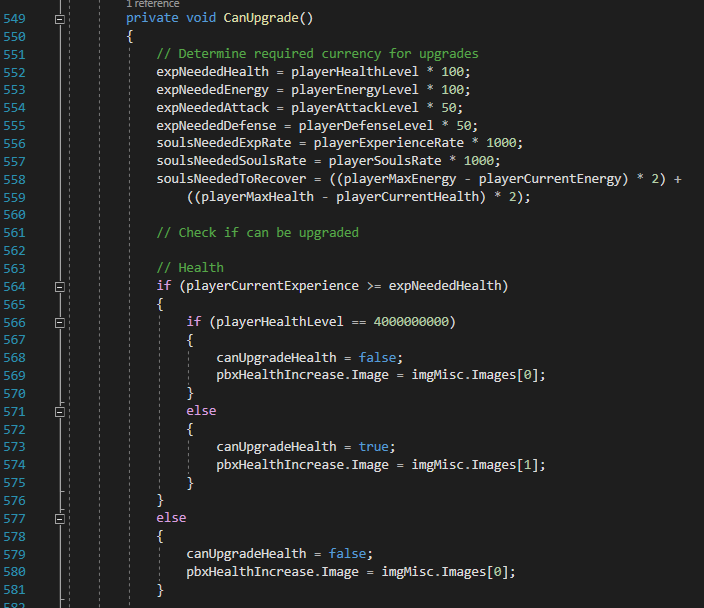 1 reference
549 private void CanUpgrade()
550 {
551 // Determine required currency for upgrades
552 expNeededHealth = playerHealthLevel * 100;
553 expNeededEnergy = playerEnergyLevel * 100;
554 expNeededAttack = playerAttackLevel * 50;
555 expNeededDefense = playerDefenseLevel * 50;
556 soulsNeededExpRate = playerExperienceRate * 1000;
557 soulsNeededSoulsRate = playerSoulsRate * 1000;
558 soulsNeededToRecover = ((playerMaxEnergy - playerCurrentEnergy) * 2) +
559 ((playerMaxHealth - playerCurrentHealth) * 2);
560
561 // Check if can be upgraded
562
563 // Health
564 if (playerCurrentExperience >= expNeededHealth)
565 {
566 if (playerHealthLevel == 4000000000)
567 {
568 canUpgradeHealth = false;
569 pbxHealthIncrease.Image = imgMisc.Images[0];
570 }
571 else
572 {
573 canUpgradeHealth = true;
574 pbxHealthIncrease.Image = imgMisc.Images[1];
575 }
576 }
577 else
578 {
579 canUpgradeHealth = false;
580 pbxHealthIncrease.Image = imgMisc.Images[0];
581 }
582